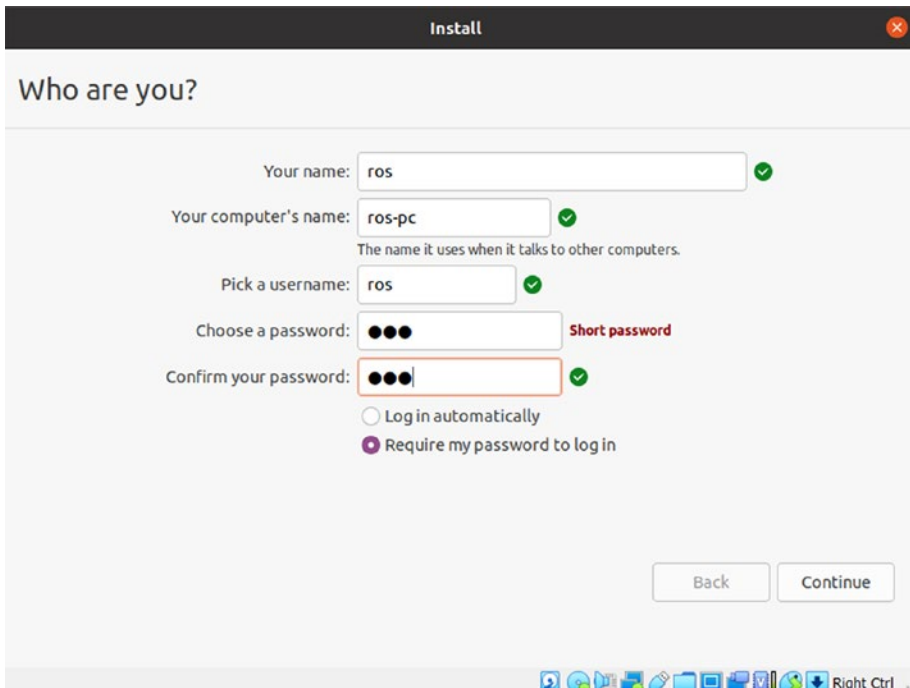 Install
Who are you?
Your name: ros
Your computer's name: ros-pc
The name it uses when it talks to other computers.
Pick a username: ros
Choose a password: ●●● Short password
Confirm your password: ●●●
Log in automatically
Require my password to log in
Back Continue
Right Ctrl